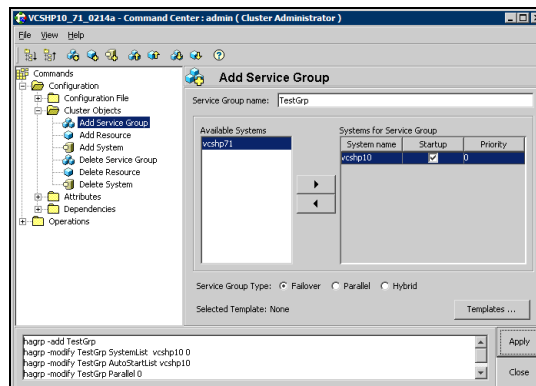 VCSHP10_71_0214a - Command Center : admin ( Cluster Administrator )
File View Help
Commands
Configuration
Configuration File
Cluster Objects
Add Service Group
Add Resource
Add System
Delete Service Group
Delete Resource
Delete System
Attributes
Dependencies
Operations
Add Service Group
Service Group name: TestGrp
Available Systems
vcshp71
Systems for Service Group
System name Startup Priority
vcshp10 0
Service Group Type: Failover Parallel Hybrid
Selected Template: None
Templates ...
hagrp -add TestGrp
hagrp -modify TestGrp SystemList vcshp10 0
hagrp -modify TestGrp AutoStartList vcshp10
hagrp -modify TestGrp Parallel 0
Apply
Close